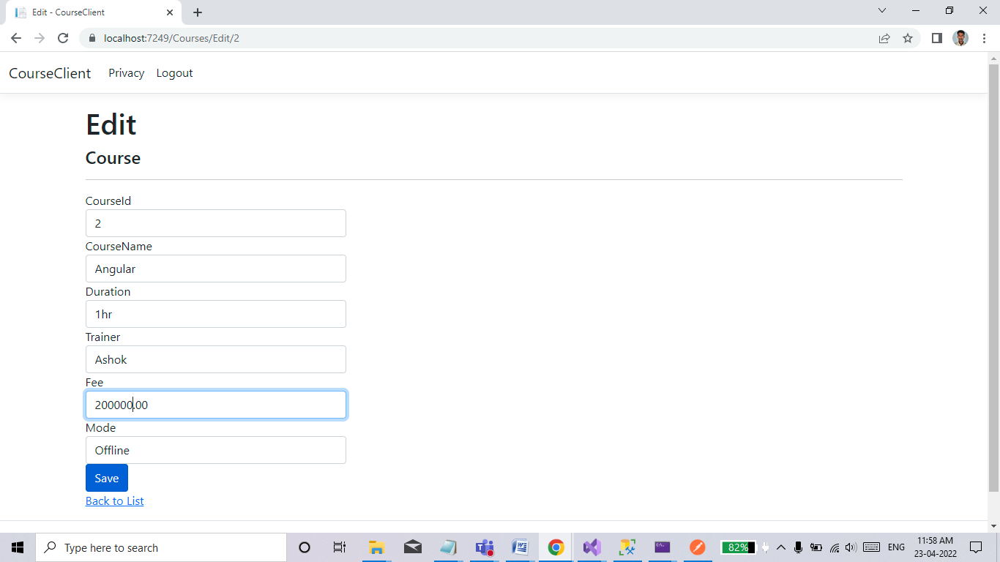 Edit - CourseClient
localhost:7249/Courses/Edit/2
CourseClient Privacy Logout
Edit
Course
CourseId
2
CourseName
Angular
Duration
1hr
Trainer
Ashok
Fee
200000.00
Mode
Offline
Save
Back to List
Type here to search
82%
ENG
11:58 AM
23-04-2022